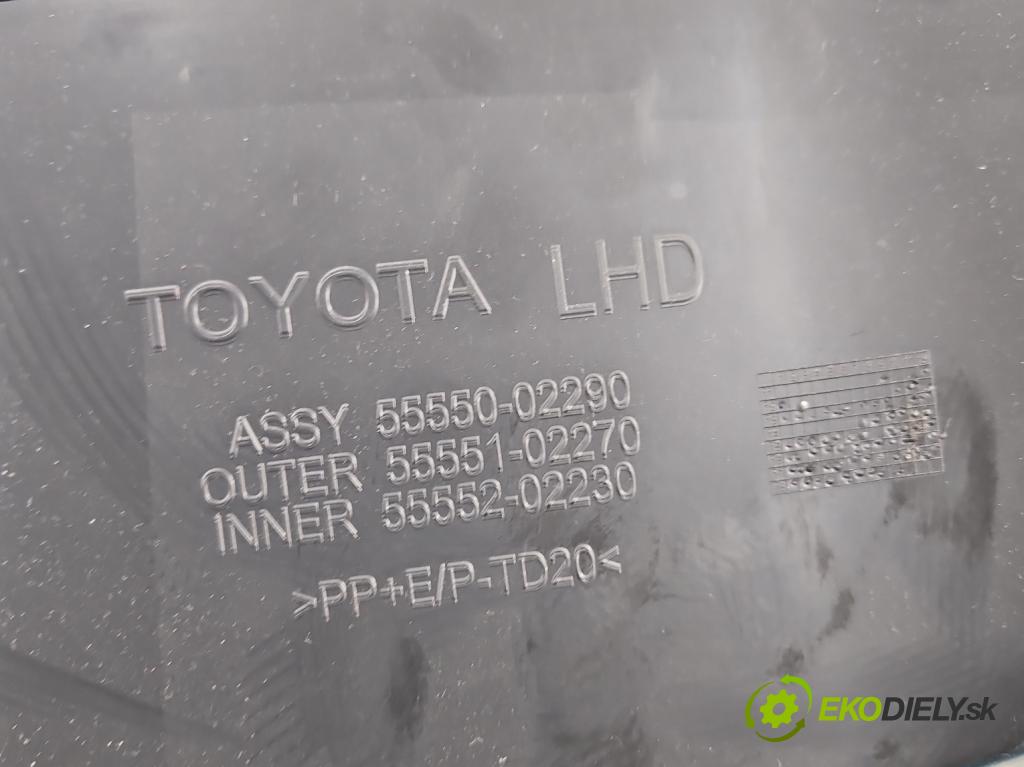 TOYOTA LHD
ASSY 55550-02290
OUTER 55551-02270
INNER 55552-02230
>PP+E/P-TD20<
EKODIELY.sk